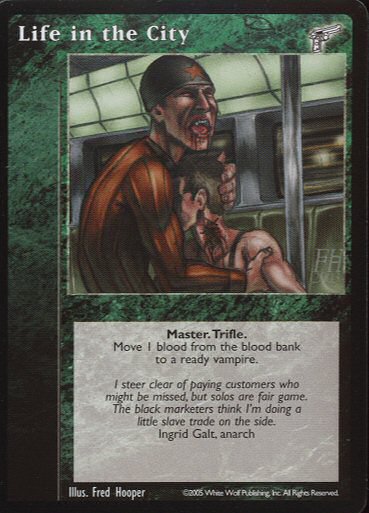 Life in the City
FH
Master. Trifle.
Move 1 blood from the blood bank
to a ready vampire.
I steer clear of paying customers who
might be missed, but solos are fair game.
The black marketers think I'm doing a
little slave trade on the side.
Ingrid Galt, anarch
Illus. Fred Hooper
©2005 White Wolf Publishing, Inc. All Rights Reserved.